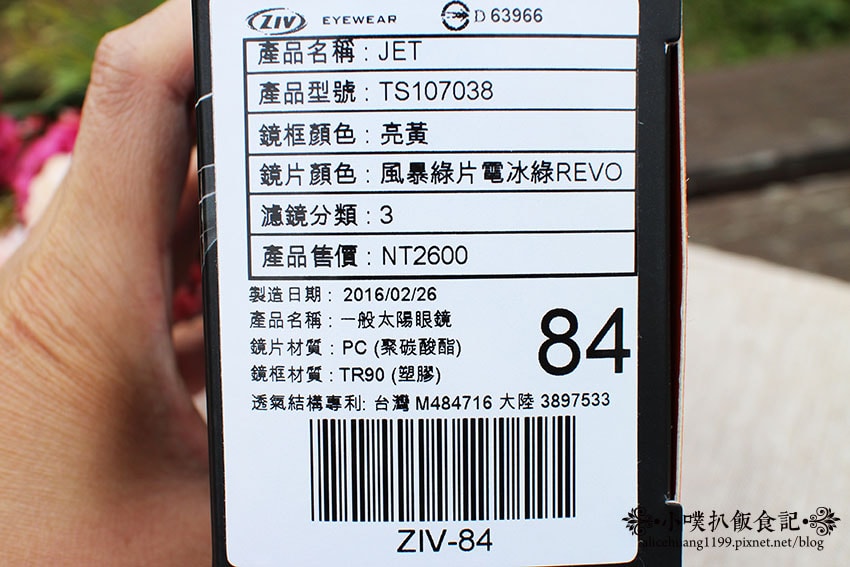 ZIV EYEWEAR D 63966
產品名稱 : JET
產品型號 : TS107038
鏡框顏色 : 亮黃
鏡片顏色 : 風暴綠片電冰綠REVO
濾鏡分類 : 3
產品售價 : NT2600
製造日期 : 2016/02/26
產品名稱 : 一般太陽眼鏡
鏡片材質 : PC (聚碳酸酯)
鏡框材質 : TR90 (塑膠)
84
透氣結構專利: 台灣 M484716 大陸 3897533
ZIV-84
小噗扒飯食記
alicechuang1199.pixnet.net/blog